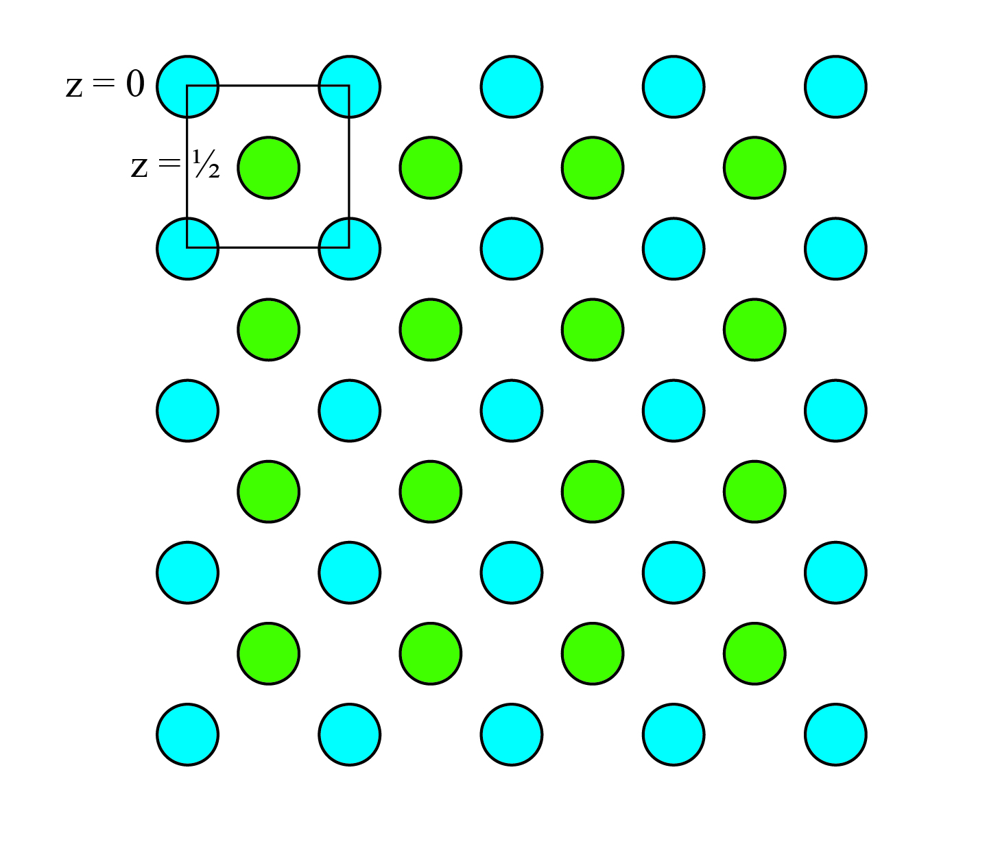 z = 0
z = ½